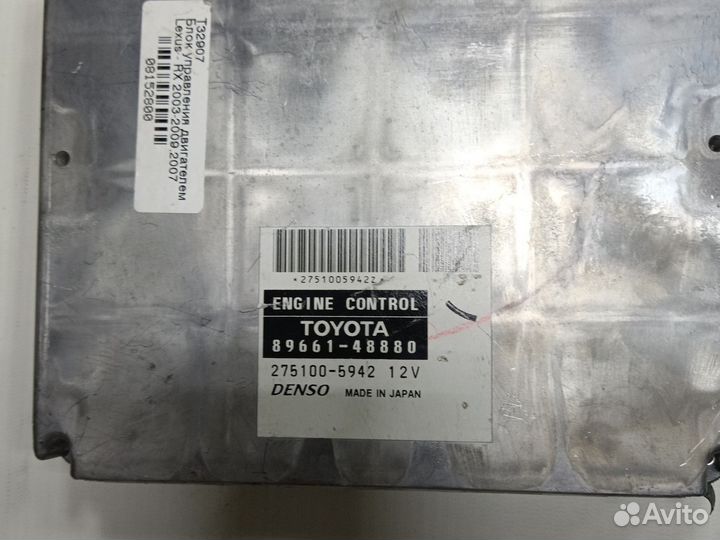 T32907
Блок управления двигателем
Lexus - RX 2003-2009,2007
08152800
*2751005942Z*
ENGINE CONTROL
TOYOTA
89661-48880
275100-5942 12V
DENSO MADE IN JAPAN
Avito